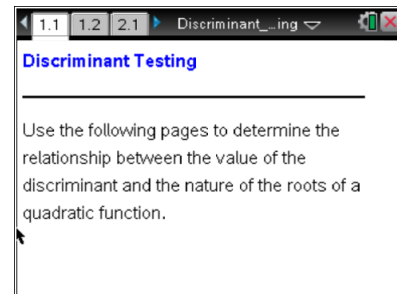 1.1 1.2 2.1 Discriminant_...ing
Discriminant Testing
Use the following pages to determine the
relationship between the value of the
discriminant and the nature of the roots of a
quadratic function.